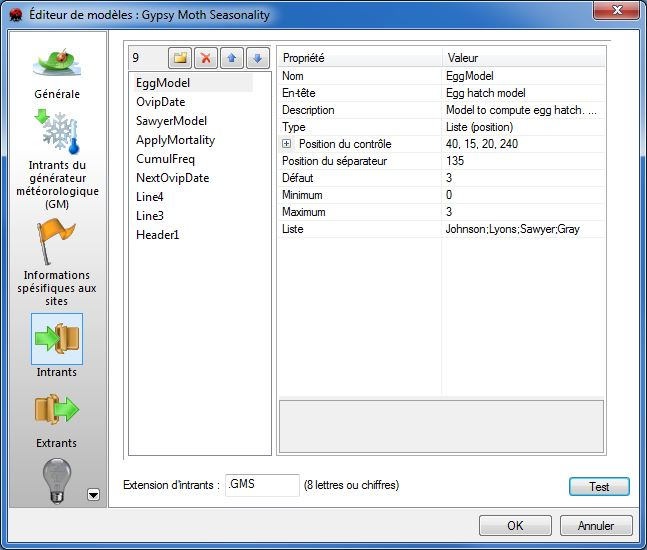 Éditeur de modèles : Gypsy Moth Seasonality
Générale
Intrants du
générateur
météorologique
(GM)
Informations
spésifiques aux
sites
Intrants
Extrants
9
EggModel
OvipDate
SawyerModel
ApplyMortality
CumulFreq
NextOvipDate
Line4
Line3
Header1
Propriété Valeur
Nom EggModel
En-tête Egg hatch model
Description Model to compute egg hatch. ...
Type Liste (position)
Position du contrôle 40, 15, 20, 240
Position du séparateur 135
Défaut 3
Minimum 0
Maximum 3
Liste Johnson;Lyons;Sawyer;Gray
Extension d'intrants : .GMS (8 lettres ou chiffres)
Test
OK Annuler